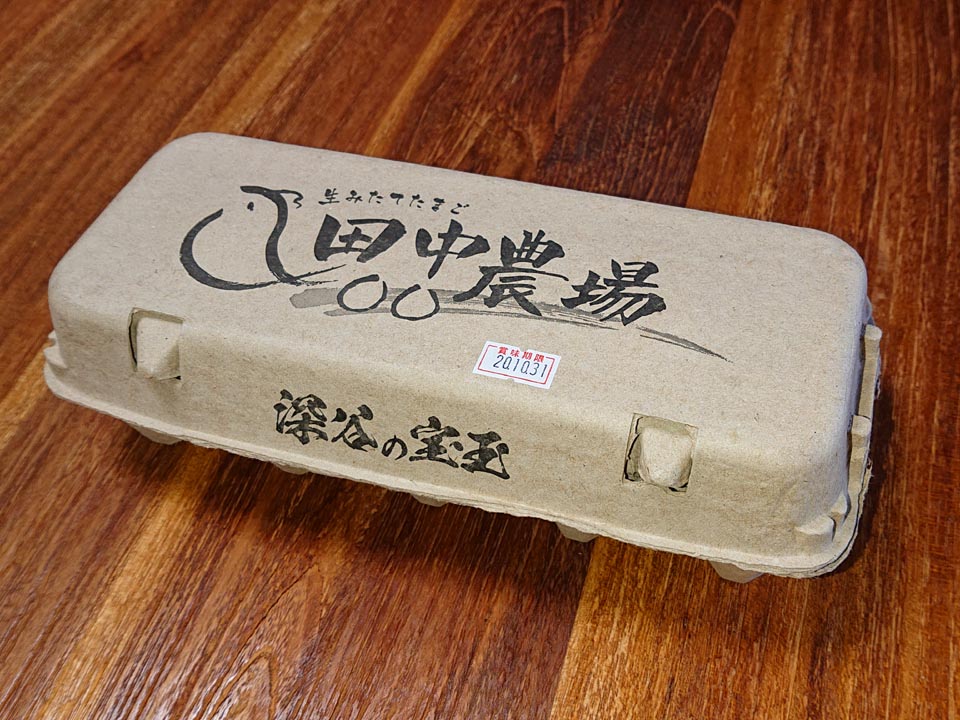 生みたてたまご
田中農場
賞味期限
20.10.31
深谷の宝玉